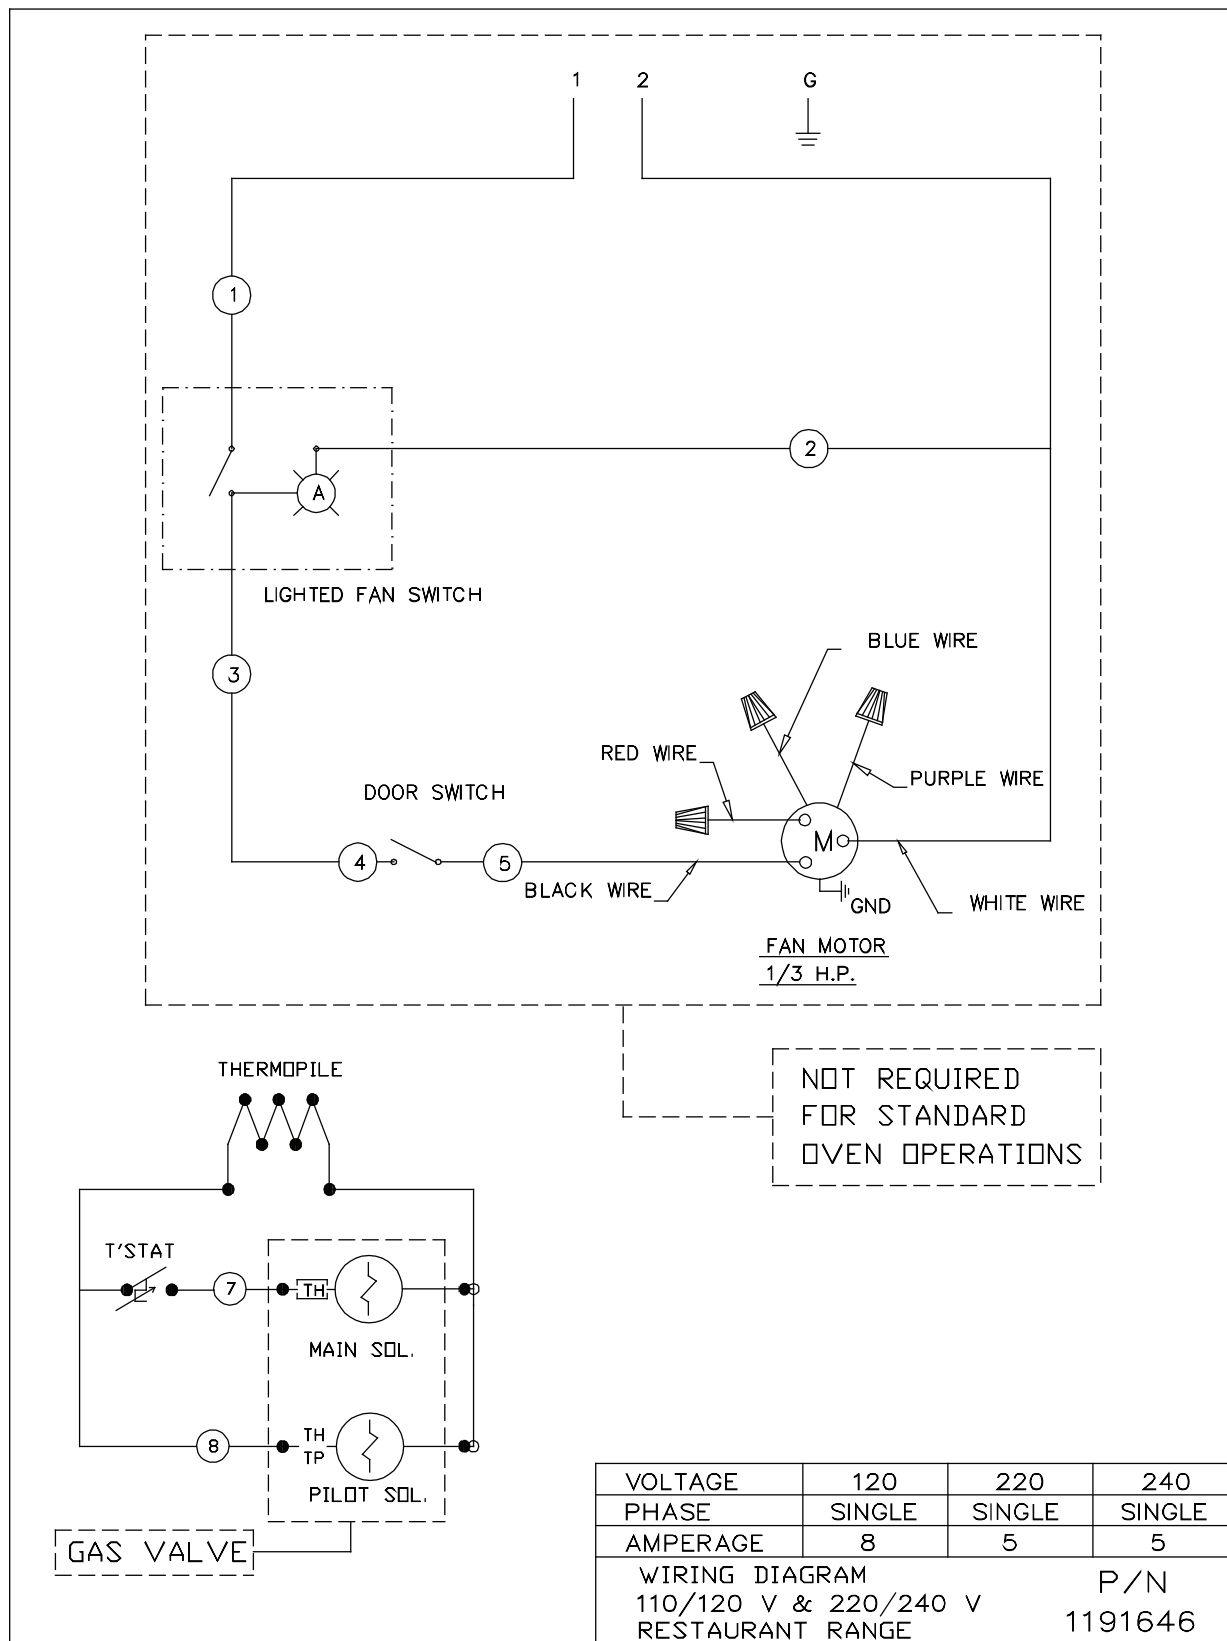 1 2 G
1
2
A
LIGHTED FAN SWITCH
3
BLUE WIRE
RED WIRE
PURPLE WIRE
DOOR SWITCH
M
4
5
BLACK WIRE
GND
WHITE WIRE
FAN MOTOR
1/3 H.P.
NOT REQUIRED
FOR STANDARD
OVEN OPERATIONS
THERMOPILE
T'STAT
7
TH
MAIN SOL.
8
TH
TP
PILOT SOL.
GAS VALVE
VOLTAGE 120 220 240
PHASE SINGLE SINGLE SINGLE
AMPERAGE 8 5 5
WIRING DIAGRAM
110/120 V & 220/240 V
RESTAURANT RANGE
P/N
1191646